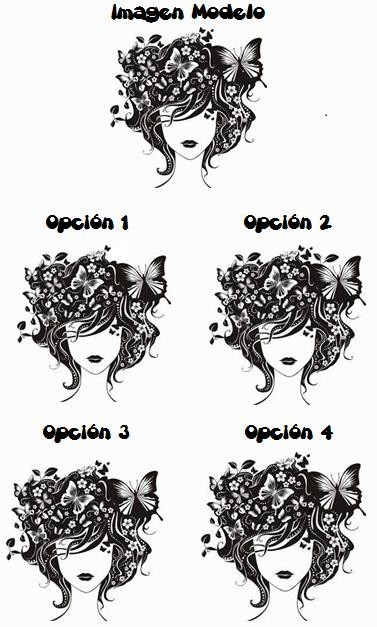 Imagen Modelo
Opción 1
Opción 2
Opción 3
Opción 4